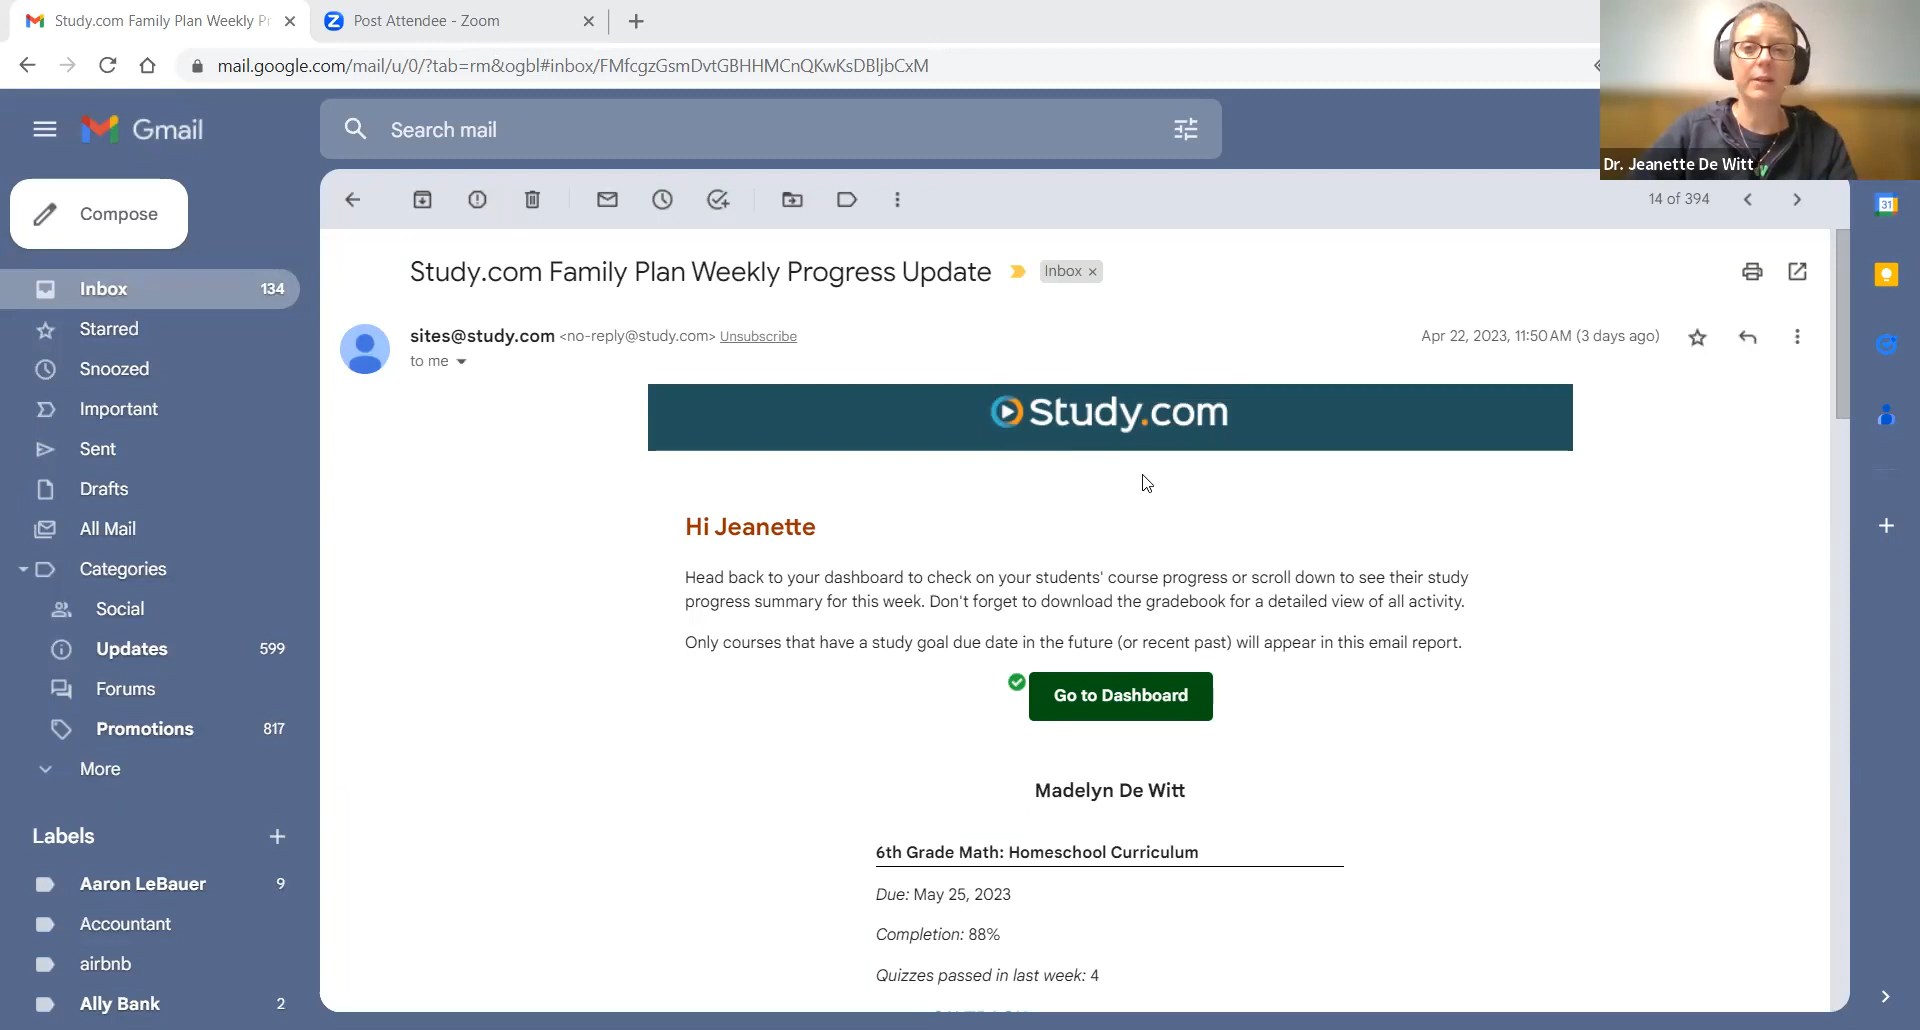 Study.com Family Plan Weekly Pr
Post Attendee - Zoom
mail.google.com/mail/u/0/?tab=rm&ogbl#inbox/FMfcgzGsmDvtGBHHMCnQKwKsDBljbCxM
Dr. Jeanette De Witt
Gmail
Search mail
Compose
14 of 394
31
Inbox 134
Starred
Snoozed
Important
Sent
Drafts
All Mail
Categories
Social
Updates 599
Forums
Promotions 817
More
Labels
Aaron LeBauer 9
Accountant
airbnb
Ally Bank 2
Study.com Family Plan Weekly Progress Update
Inbox ×
sites@study.com <no-reply@study.com> Unsubscribe
Apr 22, 2023, 11:50 AM (3 days ago)
to me
Study.com
Hi Jeanette
Head back to your dashboard to check on your students' course progress or scroll down to see their study
progress summary for this week. Don't forget to download the gradebook for a detailed view of all activity.
Only courses that have a study goal due date in the future (or recent past) will appear in this email report.
Go to Dashboard
Madelyn De Witt
6th Grade Math: Homeschool Curriculum
Due: May 25, 2023
Completion: 88%
Quizzes passed in last week: 4